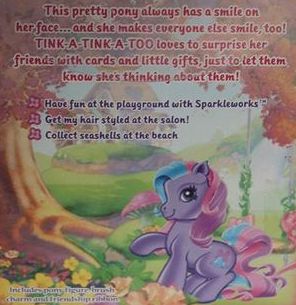 This pretty pony always has a smile on
her face... and she makes everyone else smile, too!
TINK-A-TINK-A-TOO loves to surprise her
friends with cards and little gifts, just to let them
know she's thinking about them!
Have fun at the playground with Sparkleworks™
Get my hair styled at the salon!
Collect seashells at the beach
Includes pony figure, brush,
charm and friendship ribbon.